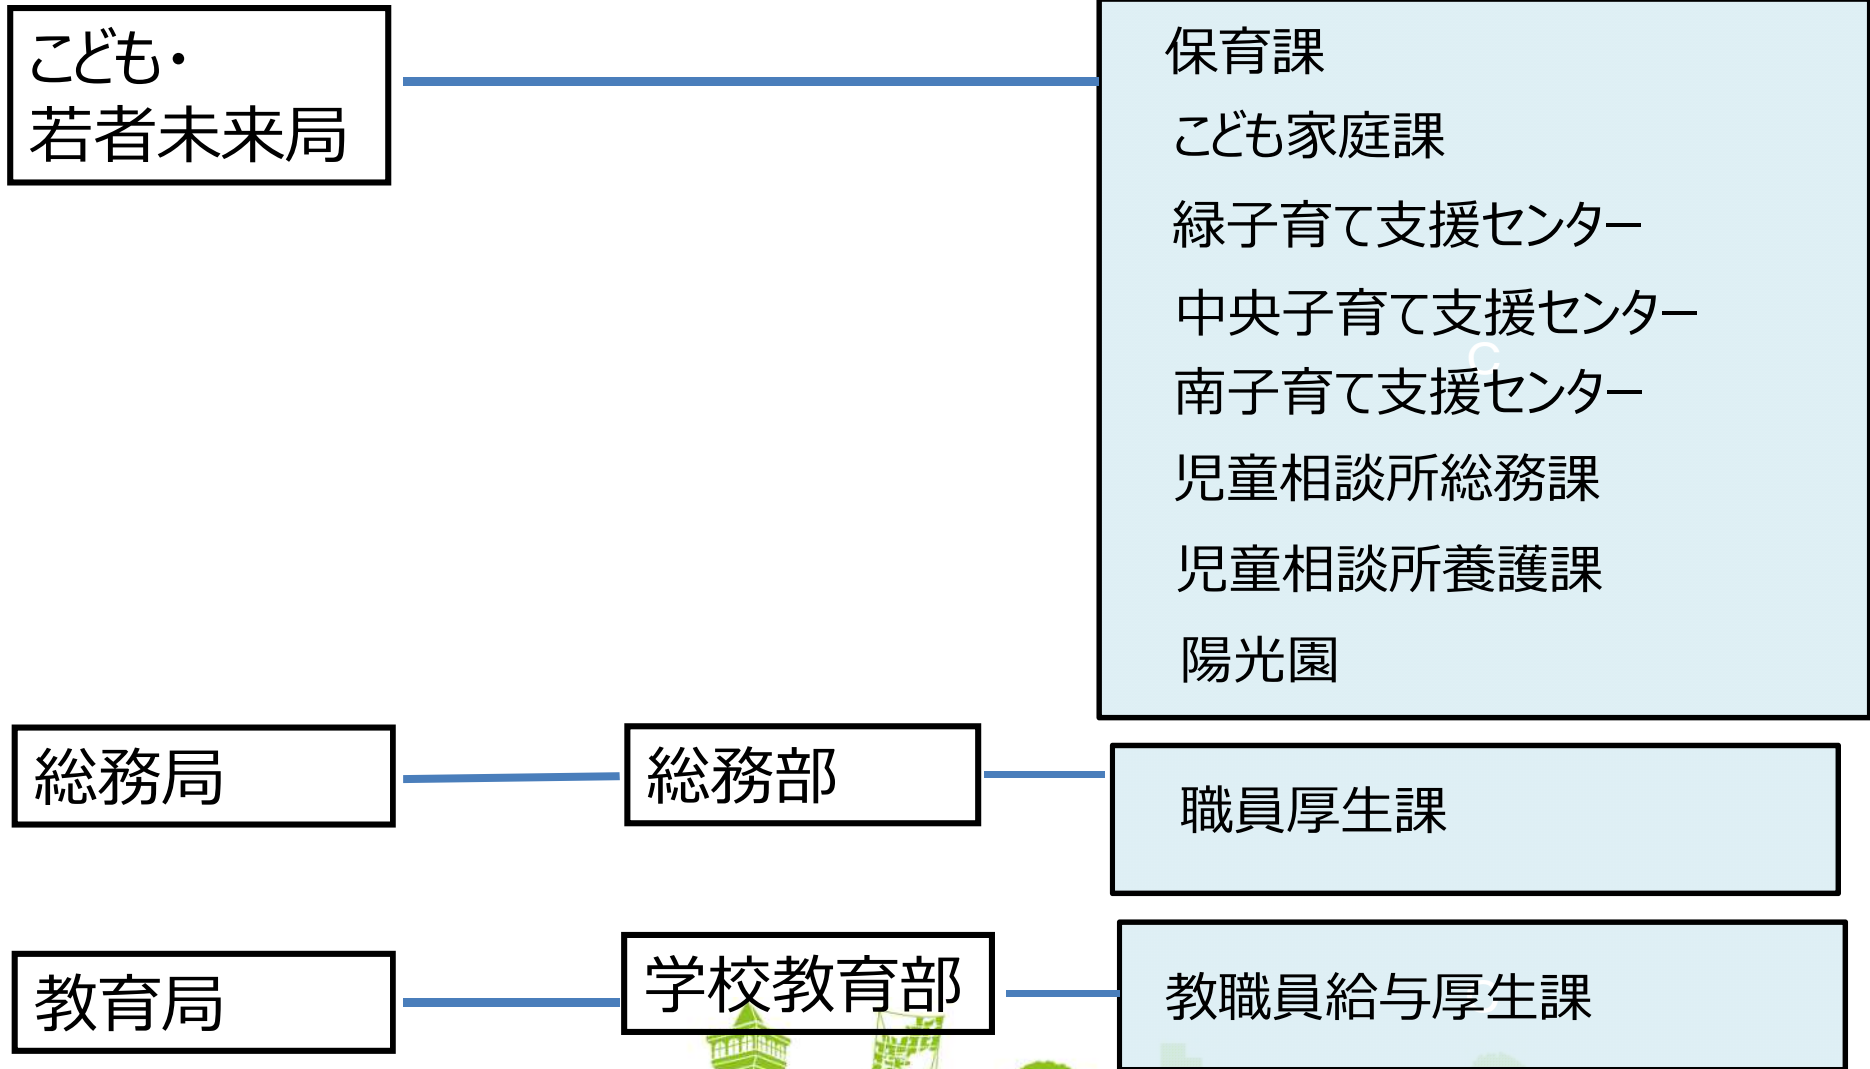 こども・
若者未来局
保育課
こども家庭課
緑子育て支援センター
中央子育て支援センター
C
南子育て支援センター
児童相談所総務課
児童相談所養護課
陽光園
総務局
総務部
職員厚生課
教育局
学校教育部
教職員給与厚生課